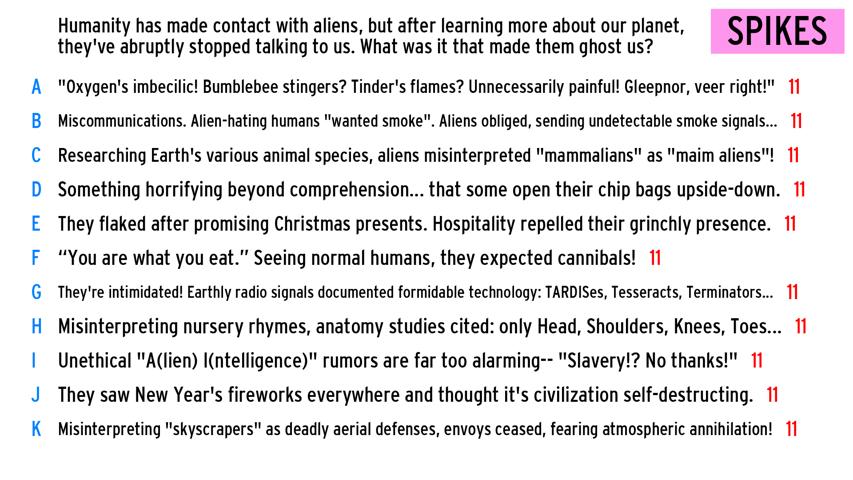 Humanity has made contact with aliens, but after learning more about our planet,
they've abruptly stopped talking to us. What was it that made them ghost us?
SPIKES
A "Oxygen's imbecilic! Bumblebee stingers? Tinder's flames? Unnecessarily painful! Gleepnor, veer right!" 11
B Miscommunications. Alien-hating humans "wanted smoke". Aliens obliged, sending undetectable smoke signals... 11
C Researching Earth's various animal species, aliens misinterpreted "mammalians" as "maim aliens"! 11
D Something horrifying beyond comprehension... that some open their chip bags upside-down. 11
E They flaked after promising Christmas presents. Hospitality repelled their grinchly presence. 11
F “You are what you eat.” Seeing normal humans, they expected cannibals! 11
G They're intimidated! Earthly radio signals documented formidable technology: TARDISes, Tesseracts, Terminators... 11
H Misinterpreting nursery rhymes, anatomy studies cited: only Head, Shoulders, Knees, Toes... 11
I Unethical "A(lien) I(ntelligence)" rumors are far too alarming-- "Slavery!? No thanks!" 11
J They saw New Year's fireworks everywhere and thought it's civilization self-destructing. 11
K Misinterpreting "skyscrapers" as deadly aerial defenses, envoys ceased, fearing atmospheric annihilation! 11